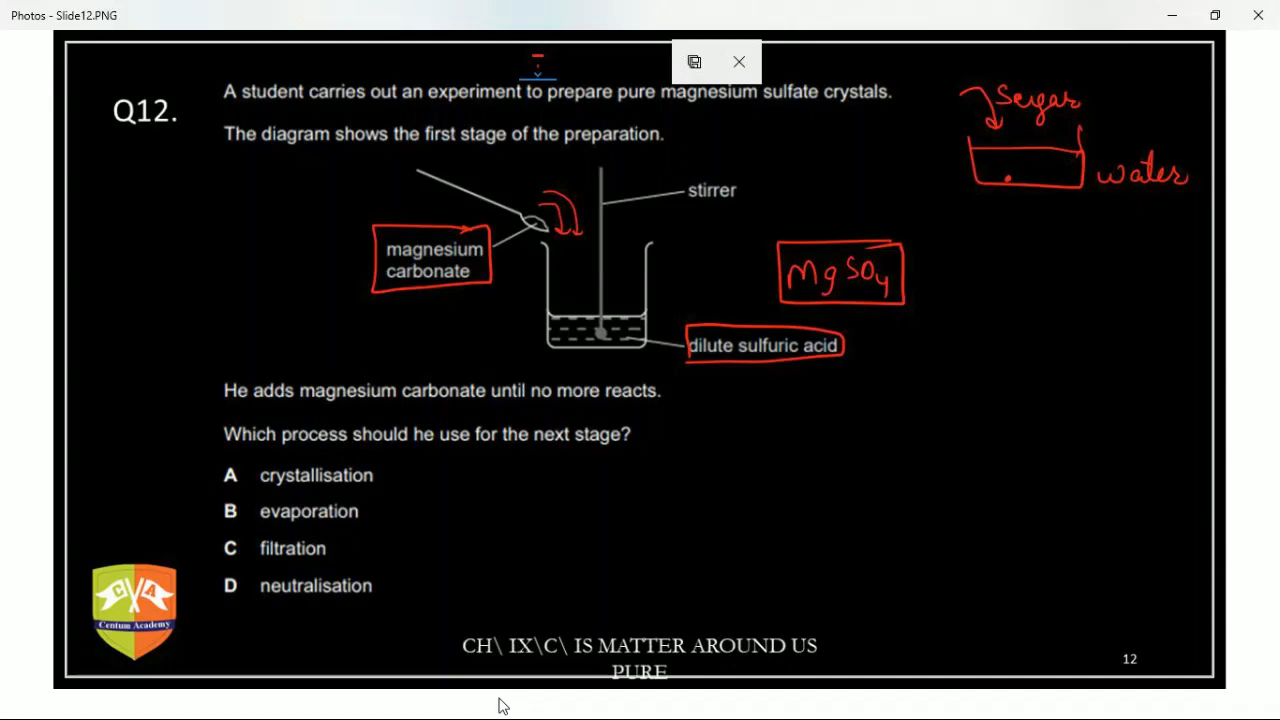 Photos - Slide12.PNG
Q12.
A student carries out an experiment to prepare pure magnesium sulfate crystals.
The diagram shows the first stage of the preparation.
Sugar
water
stirrer
magnesium
carbonate
MgSO4
dilute sulfuric acid
He adds magnesium carbonate until no more reacts.
Which process should he use for the next stage?
A crystallisation
B evaporation
C filtration
D neutralisation
C A
Centum Academy
CH\ IX\C\ IS MATTER AROUND US
PURE
12